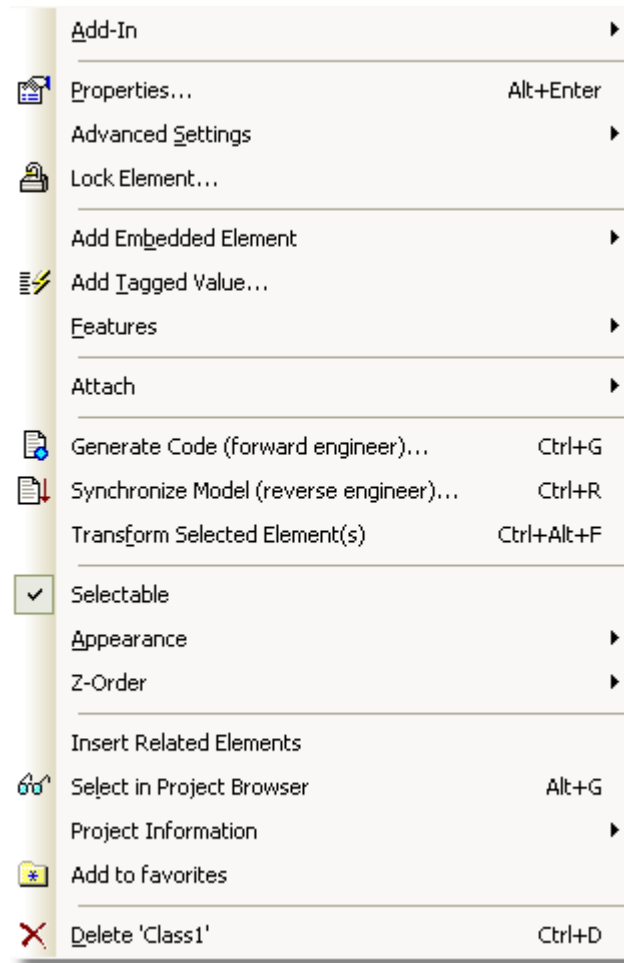 Add-In
Properties... Alt+Enter
Advanced Settings
Lock Element...
Add Embedded Element
Add Tagged Value...
Features
Attach
Generate Code (forward engineer)... Ctrl+G
Synchronize Model (reverse engineer)... Ctrl+R
Transform Selected Element(s) Ctrl+Alt+F
Selectable
Appearance
Z-Order
Insert Related Elements
Select in Project Browser Alt+G
Project Information
Add to favorites
Delete 'Class1' Ctrl+D